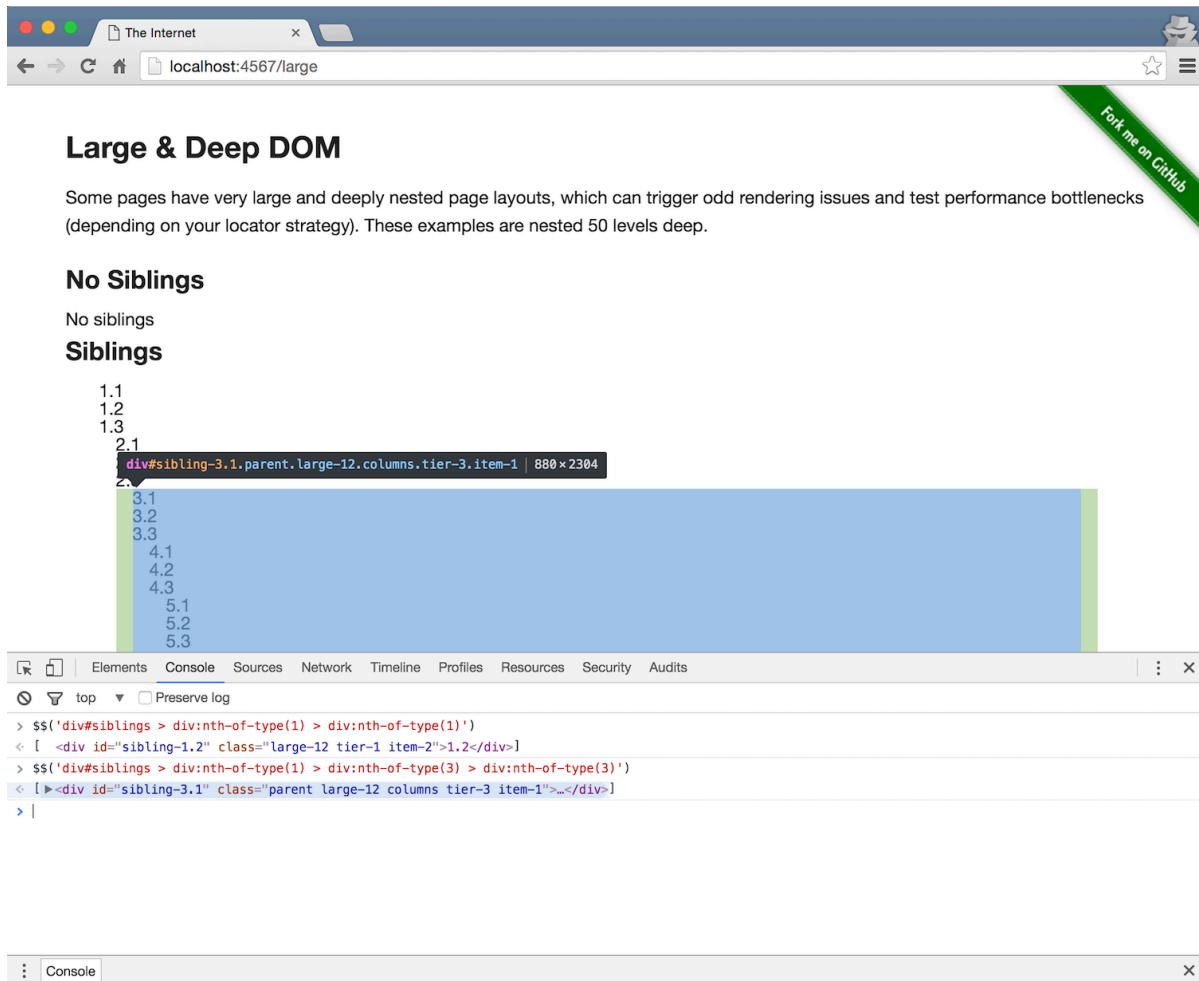 The Internet
localhost:4567/large
Fork me on GitHub
Large & Deep DOM
Some pages have very large and deeply nested page layouts, which can trigger odd rendering issues and test performance bottlenecks
(depending on your locator strategy). These examples are nested 50 levels deep.
No Siblings
No siblings
Siblings
1.1
1.2
1.3
2.1
div#sibling-3.1.parent.large-12.columns.tier-3.item-1 | 880×2304
3.1
3.2
3.3
4.1
4.2
4.3
5.1
5.2
5.3
Elements Console Sources Network Timeline Profiles Resources Security Audits
top ▼ Preserve log
> $$('div#siblings > div:nth-of-type(1) > div:nth-of-type(1)')
[ <div id="sibling-1.2" class="large-12 tier-1 item-2">1.2</div>]
> $$('div#siblings > div:nth-of-type(1) > div:nth-of-type(3) > div:nth-of-type(3)')
[▶<div id="sibling-3.1" class="parent large-12 columns tier-3 item-1">…</div>]
>
Console